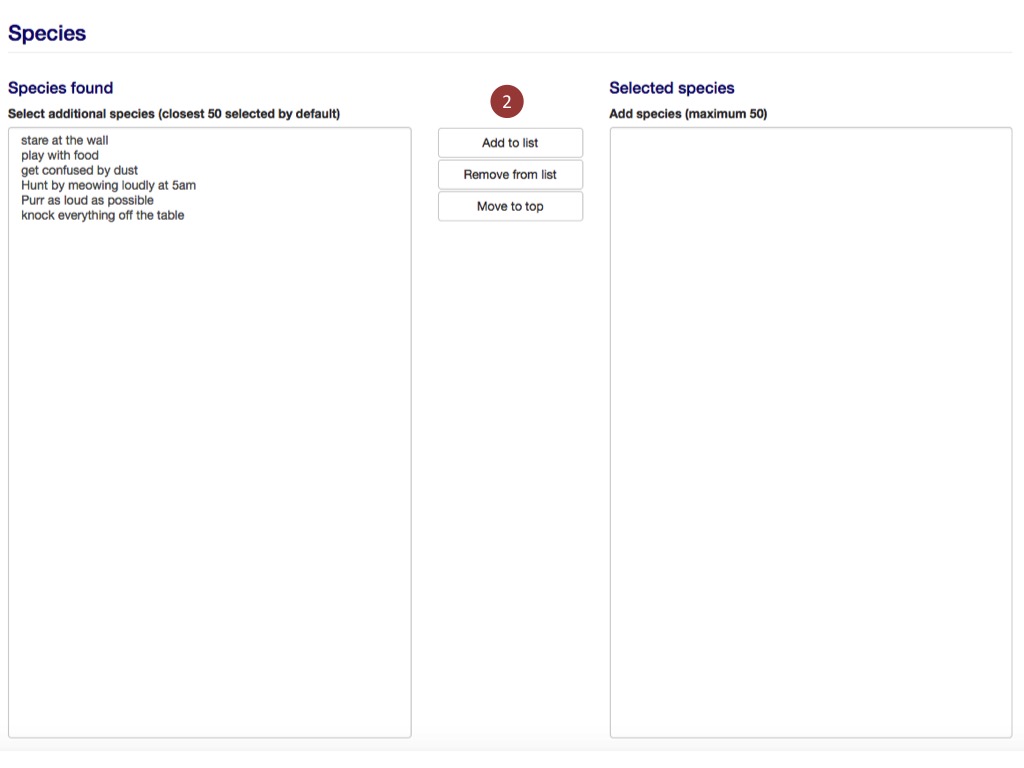 Species
Species found
Select additional species (closest 50 selected by default)
stare at the wall
play with food
get confused by dust
Hunt by meowing loudly at 5am
Purr as loud as possible
knock everything off the table
2
Add to list
Remove from list
Move to top
Selected species
Add species (maximum 50)